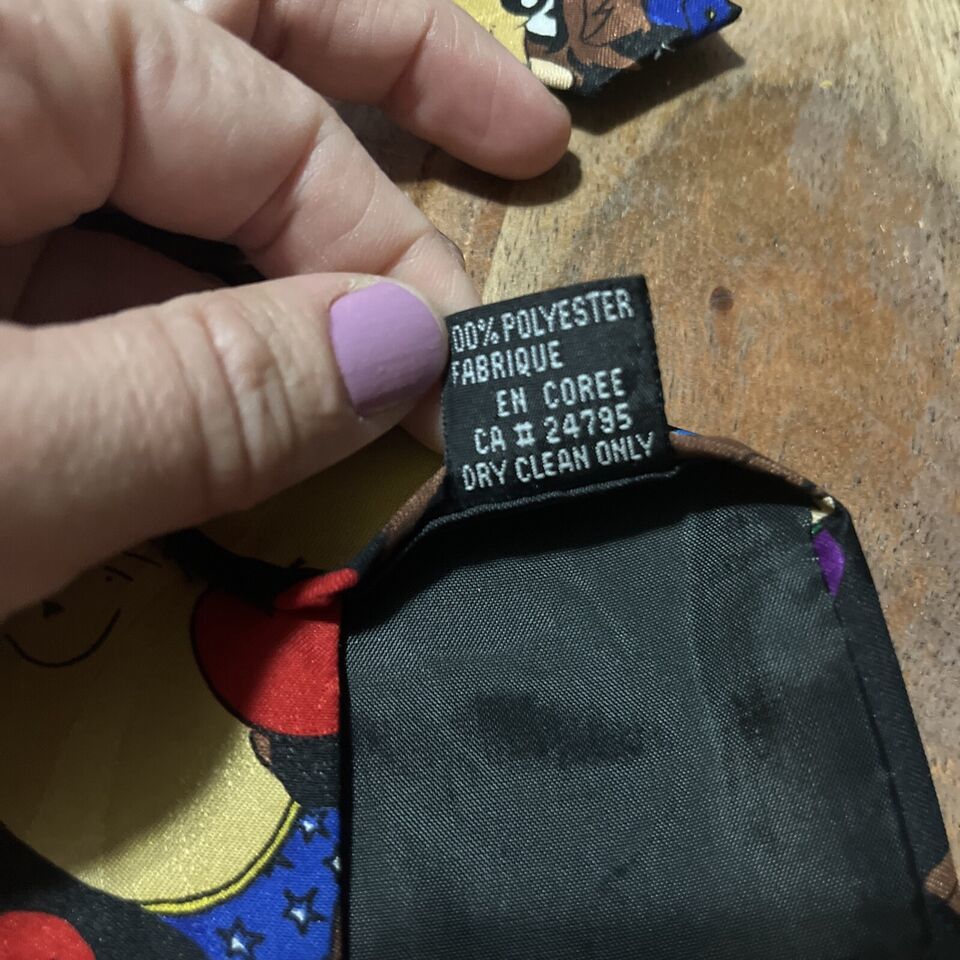 00% POLYESTER
FABRIQUE
EN COREE
CA # 24795
DRY CLEAN ONLY